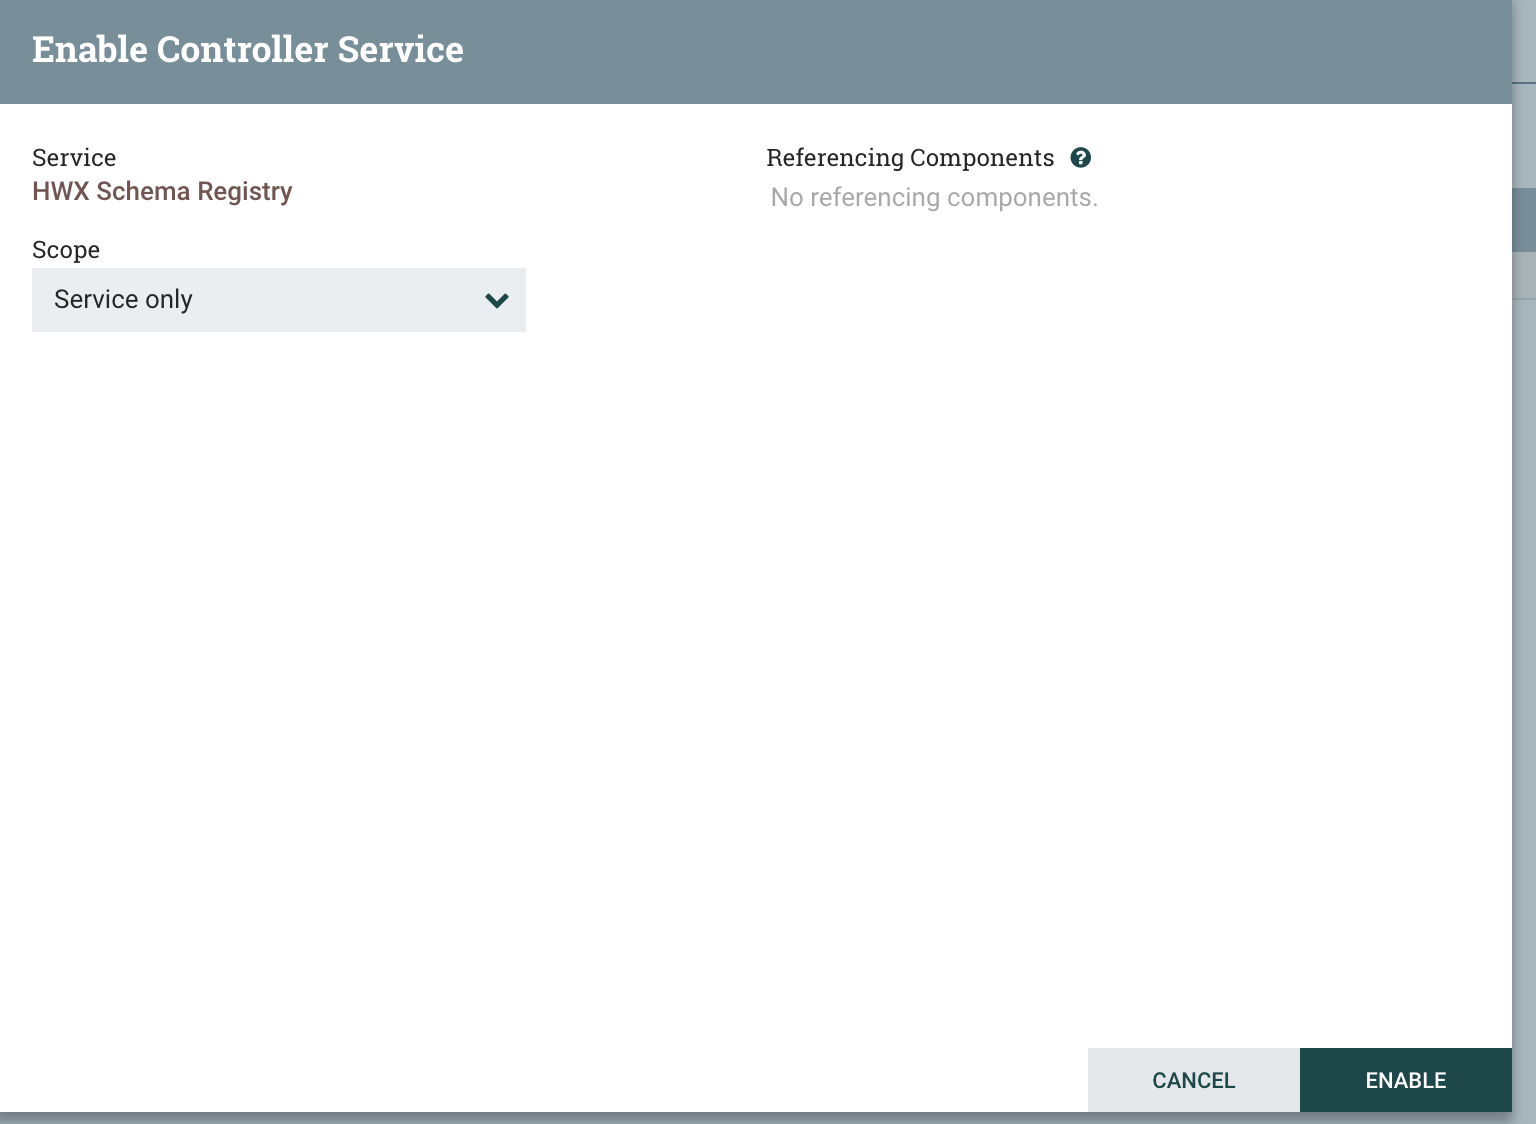 Enable Controller Service
Service
HWX Schema Registry
Scope
Service only
Referencing Components
No referencing components.
CANCEL
ENABLE